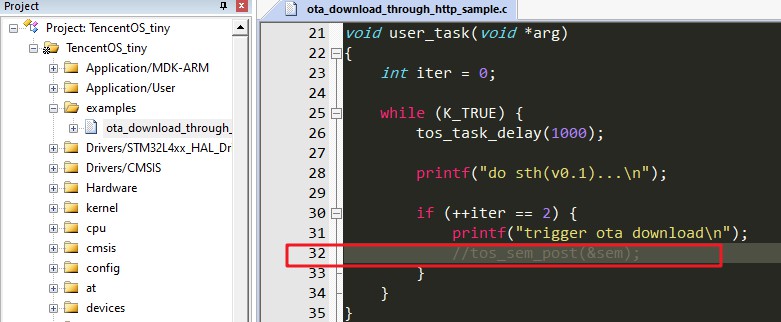 Project
Project: TencentOS_tiny
TencentOS_tiny
Application/MDK-ARM
Application/User
examples
ota_download_through_
Drivers/STM32L4xx_HAL_Dr
Drivers/CMSIS
Hardware
kernel
cpu
cmsis
config
at
devices
ota_download_through_http_sample.c
21 void user_task(void *arg)
22 {
23 int iter = 0;
24
25 while (K_TRUE) {
26 tos_task_delay(1000);
27
28 printf("do sth(v0.1)...\n");
29
30 if (++iter == 2) {
31 printf("trigger ota download\n");
32 //tos_sem_post(&sem);
33 }
34 }
35 }